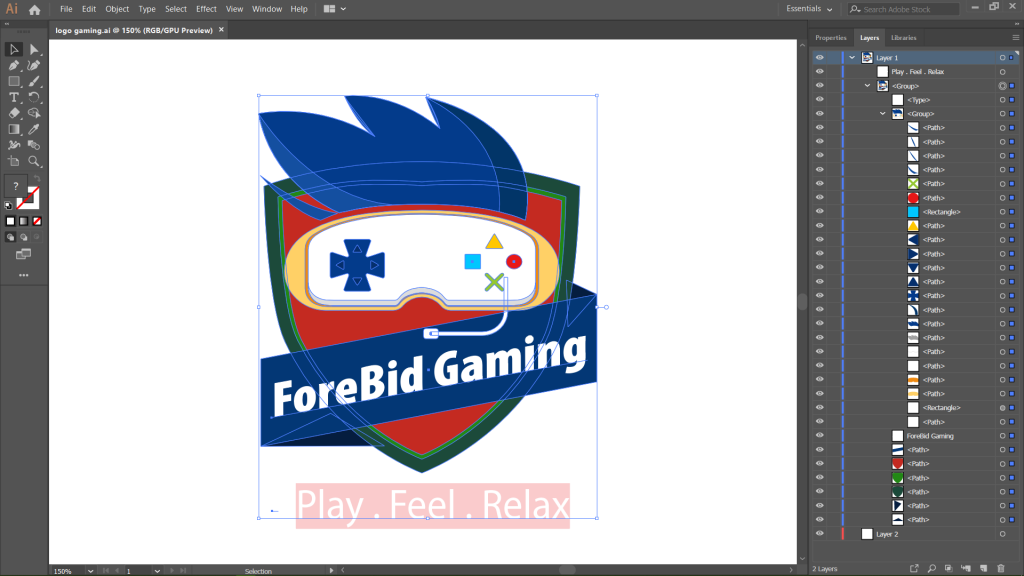 Ai File Edit Object Type Select Effect View Window Help Essentials Search Adobe Stock
logo gaming.ai @ 150% (RGB/GPU Preview)
Properties Layers Libraries
Layer 1
Play . Feel . Relax
<Group>
<Type>
<Group>
<Path>
<Path>
<Path>
<Path>
<Path>
<Path>
<Rectangle>
<Path>
<Path>
<Path>
<Path>
<Path>
<Path>
<Path>
<Path>
<Path>
<Path>
<Path>
<Path>
<Path>
<Rectangle>
<Path>
ForeBid Gaming
<Path>
<Path>
<Path>
<Path>
<Path>
<Path>
Layer 2
?
ForeBid Gaming
Play . Feel . Relax
150% 1 Selection
2 Layers